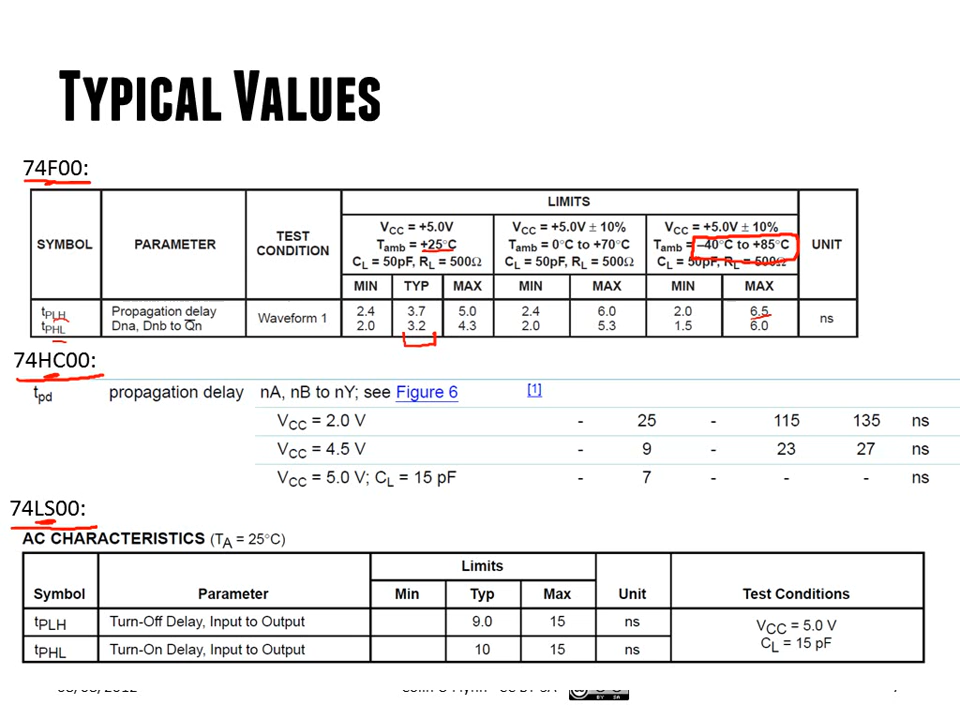 TYPICAL VALUES
74F00:
SYMBOL PARAMETER TEST CONDITION LIMITS UNIT
VCC = +5.0V VCC = +5.0V ± 10% VCC = +5.0V ± 10%
Tamb = +25°C Tamb = 0°C to +70°C Tamb = –40°C to +85°C
CL = 50pF, RL = 500Ω CL = 50pF, RL = 500Ω CL = 50pF, RL = 500Ω
MIN TYP MAX MIN MAX MIN MAX
tPLH Propagation delay Waveform 1 2.4 3.7 5.0 2.4 6.0 2.0 6.5 ns
tPHL Dna, Dnb to Qn 2.0 3.2 4.3 2.0 5.3 1.5 6.0
74HC00:
tpd propagation delay nA, nB to nY; see Figure 6 [1]
VCC = 2.0 V - 25 - 115 135 ns
VCC = 4.5 V - 9 - 23 27 ns
VCC = 5.0 V; CL = 15 pF - 7 - - - ns
74LS00:
AC CHARACTERISTICS (TA = 25°C)
Limits
Symbol Parameter Min Typ Max Unit Test Conditions
tPLH Turn-Off Delay, Input to Output 9.0 15 ns VCC = 5.0 V
tPHL Turn-On Delay, Input to Output 10 15 ns CL = 15 pF
BY SA